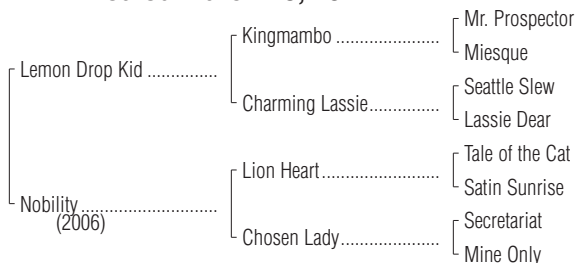 Kingmambo ....................
Mr. Prospector
Miesque
Lemon Drop Kid ..............
Charming Lassie..............
Seattle Slew
Lassie Dear
Lion Heart.......................
Tale of the Cat
Satin Sunrise
Nobility...........................
(2006)
Chosen Lady....................
Secretariat
Mine Only